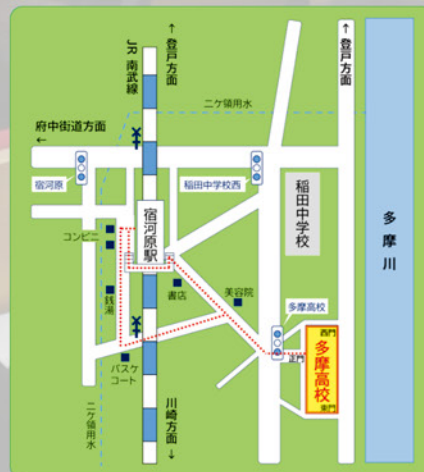 ↑登戸方面
↑登戸方面
JR 南武線
二ケ領用水
府中街道方面
←
宿河原
稲田中学校西
稲田中学校
多摩川
宿河原駅
コンビニ
銭湯
書店
美容院
多摩高校
西門
正門
多摩高校
東門
バスケ
コート
二ケ領用水
川崎方面↓